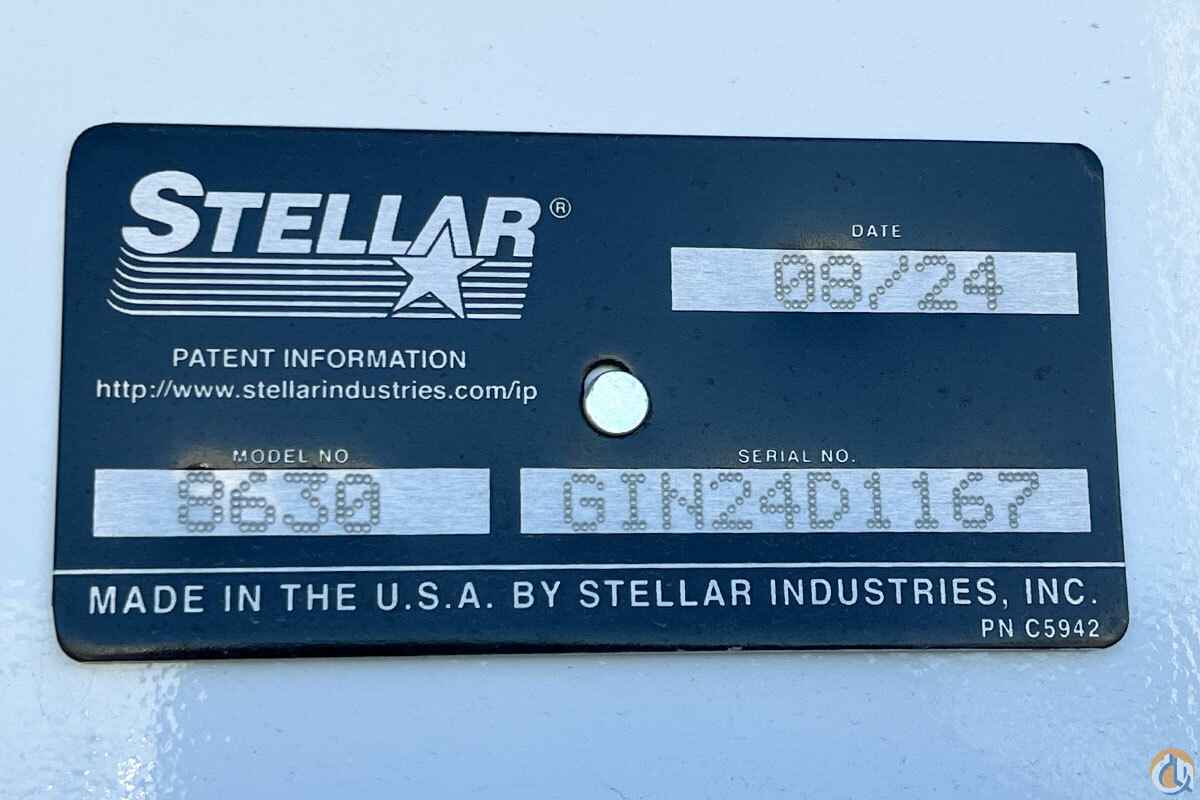 STELLAR®
DATE
08/24
PATENT INFORMATION
http://www.stellarindustries.com/ip
MODEL NO
8630
SERIAL NO.
GIN24D1167
MADE IN THE U.S.A. BY STELLAR INDUSTRIES, INC.
PN C5942